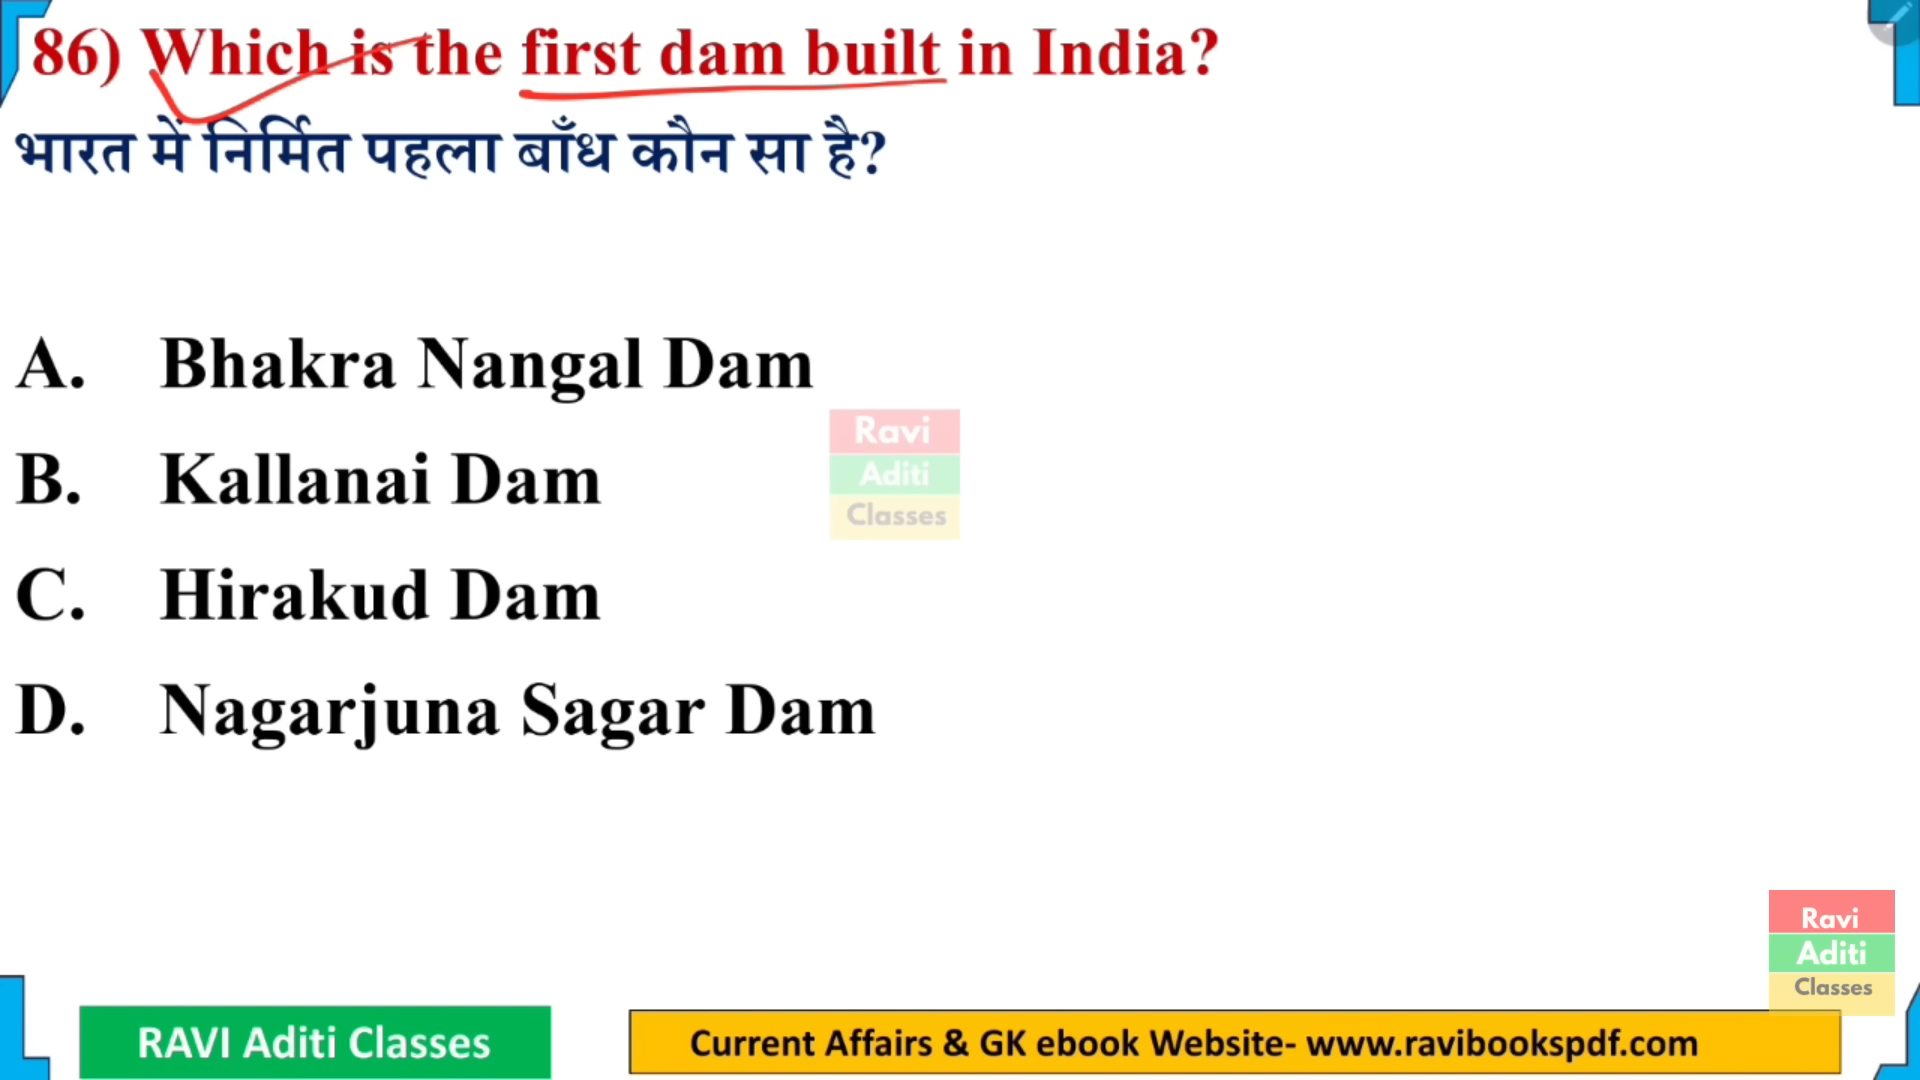 86) Which is the first dam built in India?
भारत में निर्मित पहला बाँध कौन सा है?
A. Bhakra Nangal Dam
B. Kallanai Dam
C. Hirakud Dam
D. Nagarjuna Sagar Dam
Ravi
Aditi
Classes
Ravi
Aditi
Classes
RAVI Aditi Classes
Current Affairs & GK ebook Website- www.ravibookspdf.com